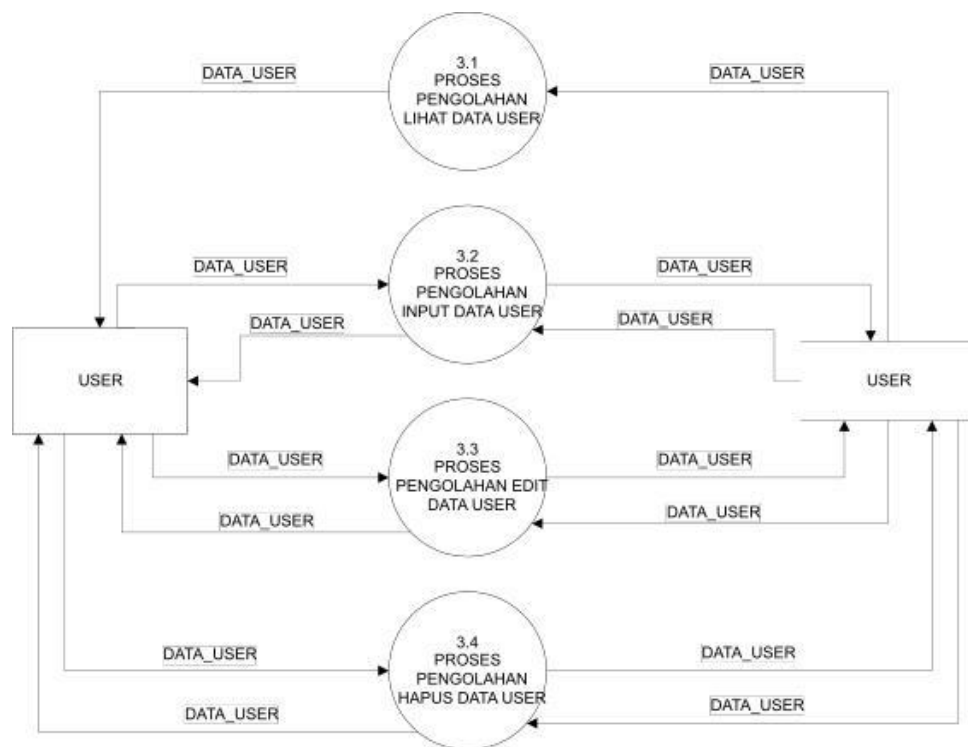 3.1
PROSES
PENGOLAHAN
LIHAT DATA USER
DATA_USER
DATA_USER
3.2
PROSES
PENGOLAHAN
INPUT DATA USER
DATA_USER
DATA_USER
DATA_USER
DATA_USER
USER
USER
3.3
PROSES
PENGOLAHAN EDIT
DATA USER
DATA_USER
DATA_USER
DATA_USER
DATA_USER
3.4
PROSES
PENGOLAHAN
HAPUS DATA USER
DATA_USER
DATA_USER
DATA_USER
DATA_USER